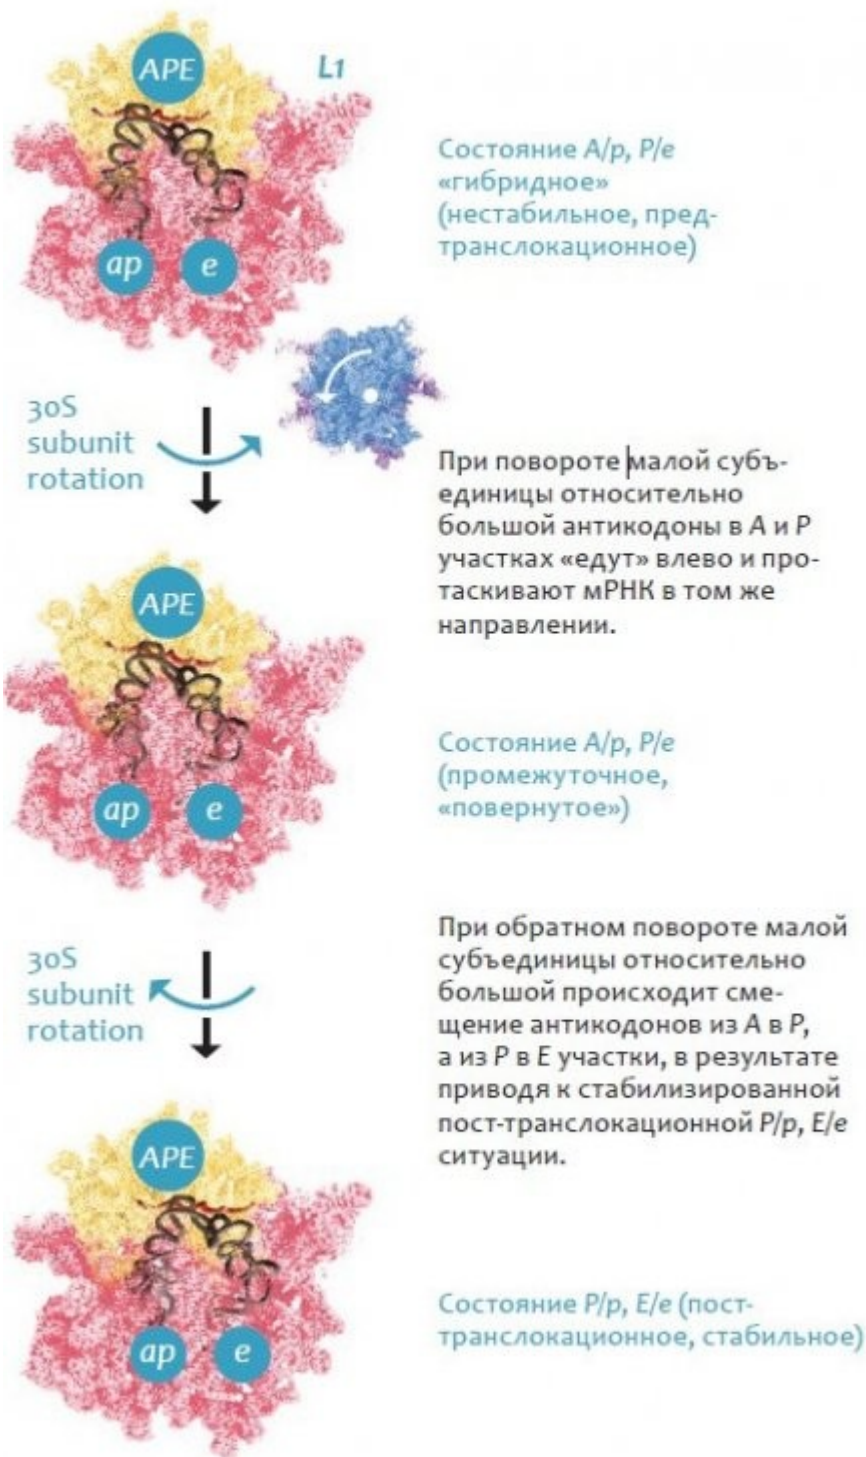 APE
L1
Состояние A/p, P/e
«гибридное»
(нестабильное, пред-
транслокационное)
ap
e
30S
subunit
rotation
При повороте малой субъ-
единицы относительно
большой антикодоны в A и P
участках «едут» влево и про-
таскивают мРНК в том же
направлении.
APE
Состояние A/p, P/e
(промежуточное,
«повернутое»)
ap
e
При обратном повороте малой
субъединицы относительно
большой происходит сме-
щение антикодонов из A в P,
а из P в E участки, в результате
приводя к стабилизированной
пост-транслокационной P/p, E/e
ситуации.
30S
subunit
rotation
APE
Состояние P/p, E/e (пост-
транслокационное, стабильное)
ap
e